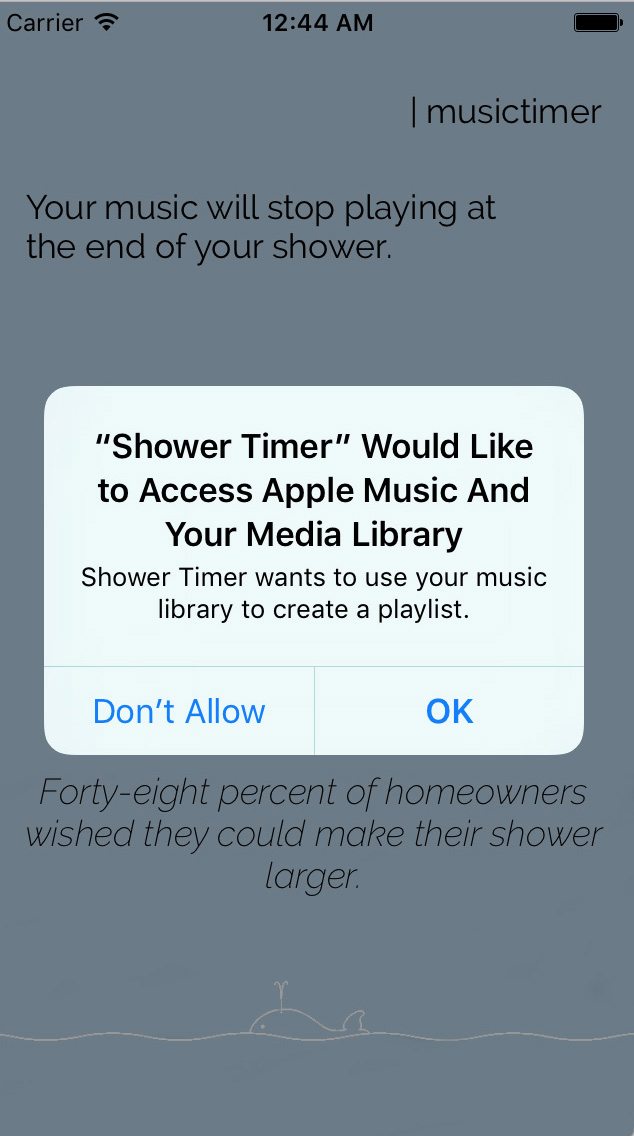 Carrier 12:44 AM
| musictimer
Your music will stop playing at
the end of your shower.
“Shower Timer” Would Like
to Access Apple Music And
Your Media Library
Shower Timer wants to use your music
library to create a playlist.
Don’t Allow OK
Forty-eight percent of homeowners
wished they could make their shower
larger.